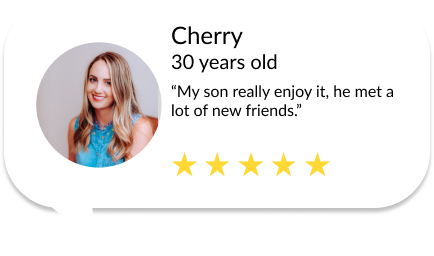 Cherry
30 years old
“My son really enjoy it, he met a
lot of new friends.”